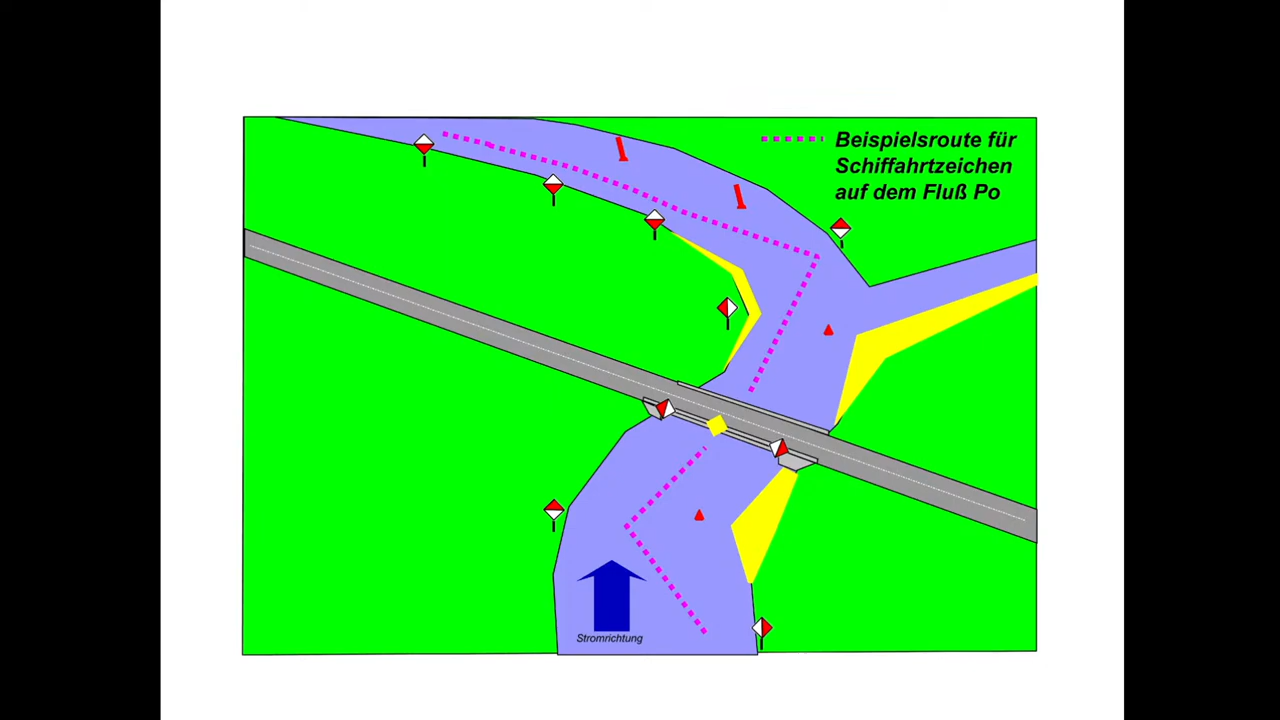 Beispielsroute für
Schiffahrtzeichen
auf dem Fluß Po
Stromrichtung